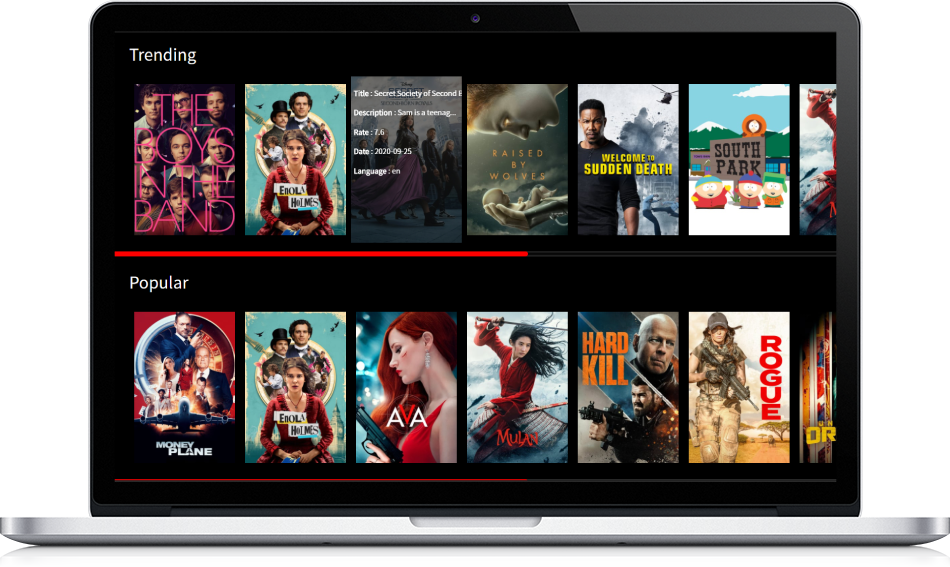 Trending
THE
BOYS
IN THE
BAND
ENOLA
HOLMES
Title : Secret Society of Second B
Description : Sam is a teenag...
Rate : 7.6
Date : 2020-09-25
Language : en
RAISED
BY
WOLVES
WELCOME TO
SUDDEN DEATH
SOUTH
PARK
Popular
MONEY
PLANE
ENOLA
HOLMES
AVA
MULAN
HARD
KILL
ROGUE
OR